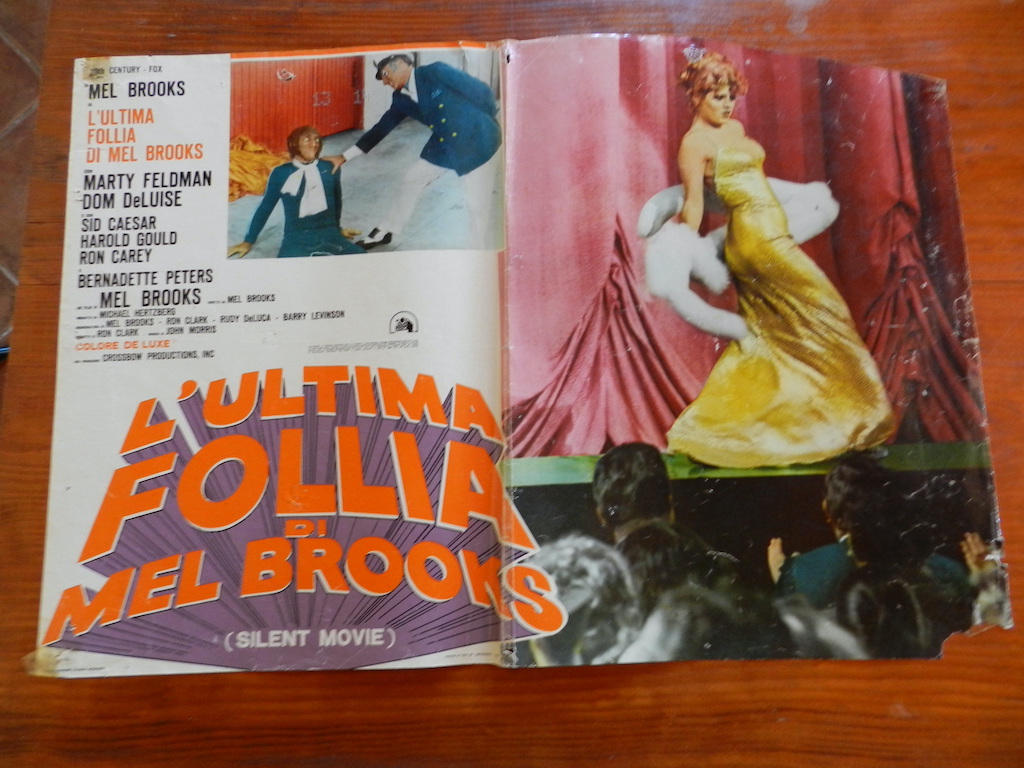 CENTURY - FOX
MEL BROOKS
L'ULTIMA
FOLLIA
DI MEL BROOKS
MARTY FELDMAN
DOM DeLUISE
SID CAESAR
HAROLD GOULD
RON CAREY
BERNADETTE PETERS
MEL BROOKS MEL BROOKS
MICHAEL HERTZBERG
MEL BROOKS - RON CLARK - RUDY DeLUCA - BARRY LEVINSON
RON CLARK JOHN MORRIS
COLORE DE LUXE
CROSSBOW PRODUCTIONS, INC
13 1
L'ULTIMA
FOLLIA
DI
MEL BROOKS
(SILENT MOVIE)